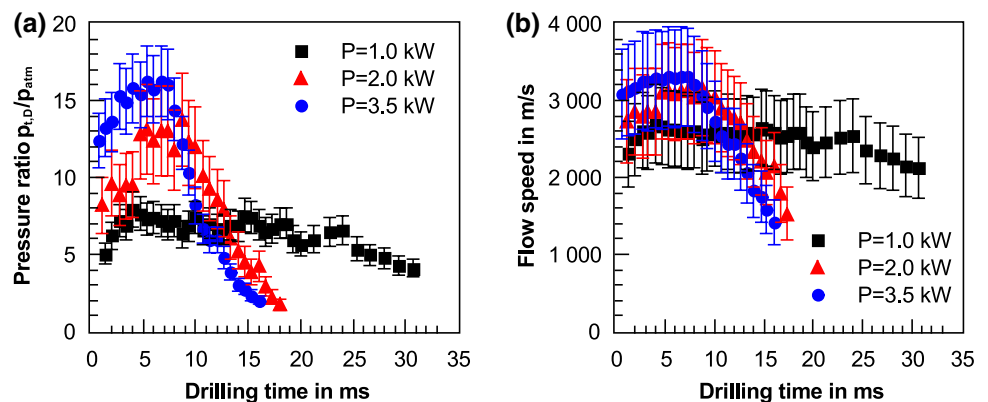 (a)
20
15
10
5
0
Pressure ratio pt,D/patm
P=1.0 kW
P=2.0 kW
P=3.5 kW
0 5 10 15 20 25 30 35
Drilling time in ms
(b)
4 000
3 000
2 000
1 000
0
Flow speed in m/s
P=1.0 kW
P=2.0 kW
P=3.5 kW
0 5 10 15 20 25 30 35
Drilling time in ms